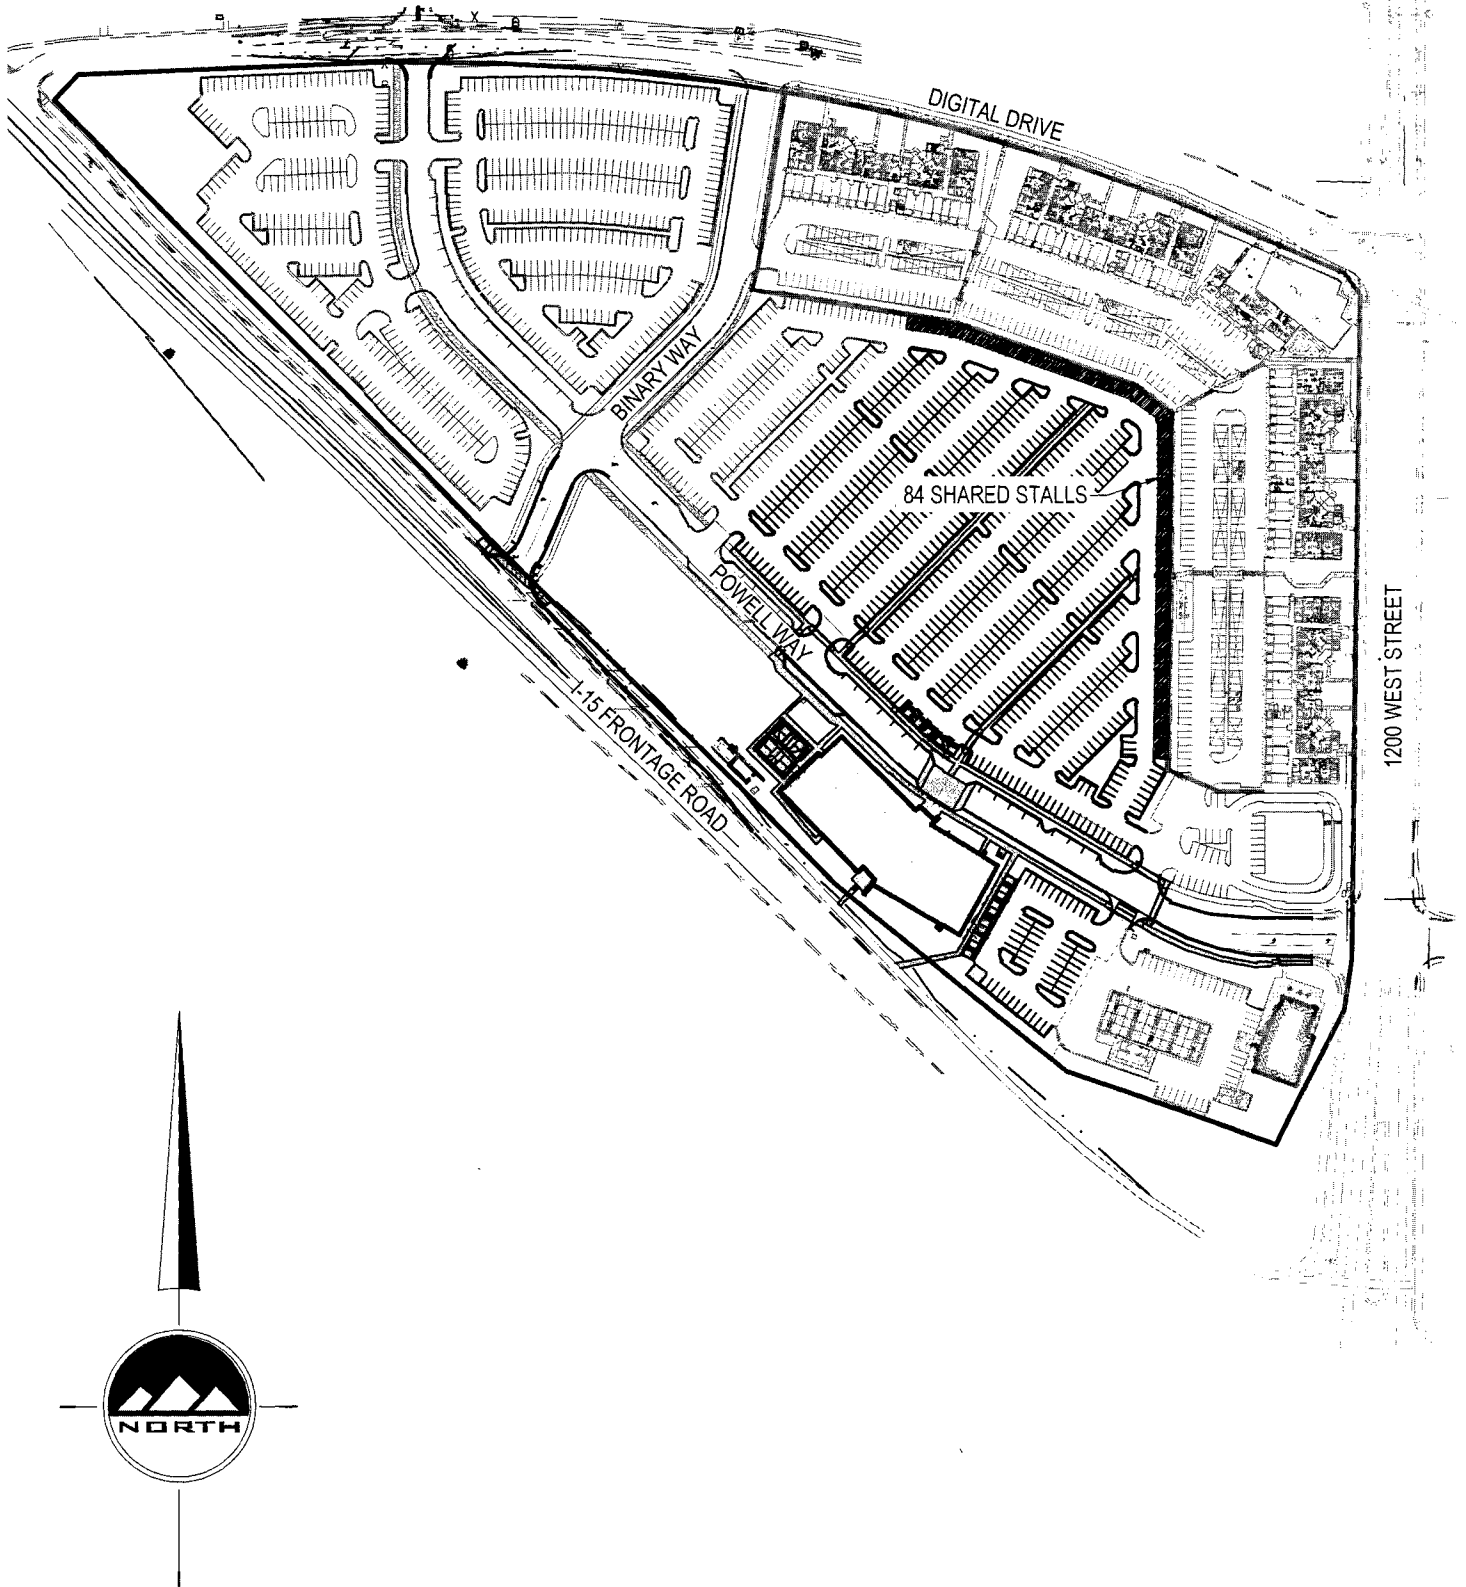 DIGITAL DRIVE
BINARY WAY
84 SHARED STALLS
POWELL WAY
1200 WEST STREET
I-15 FRONTAGE ROAD
NORTH